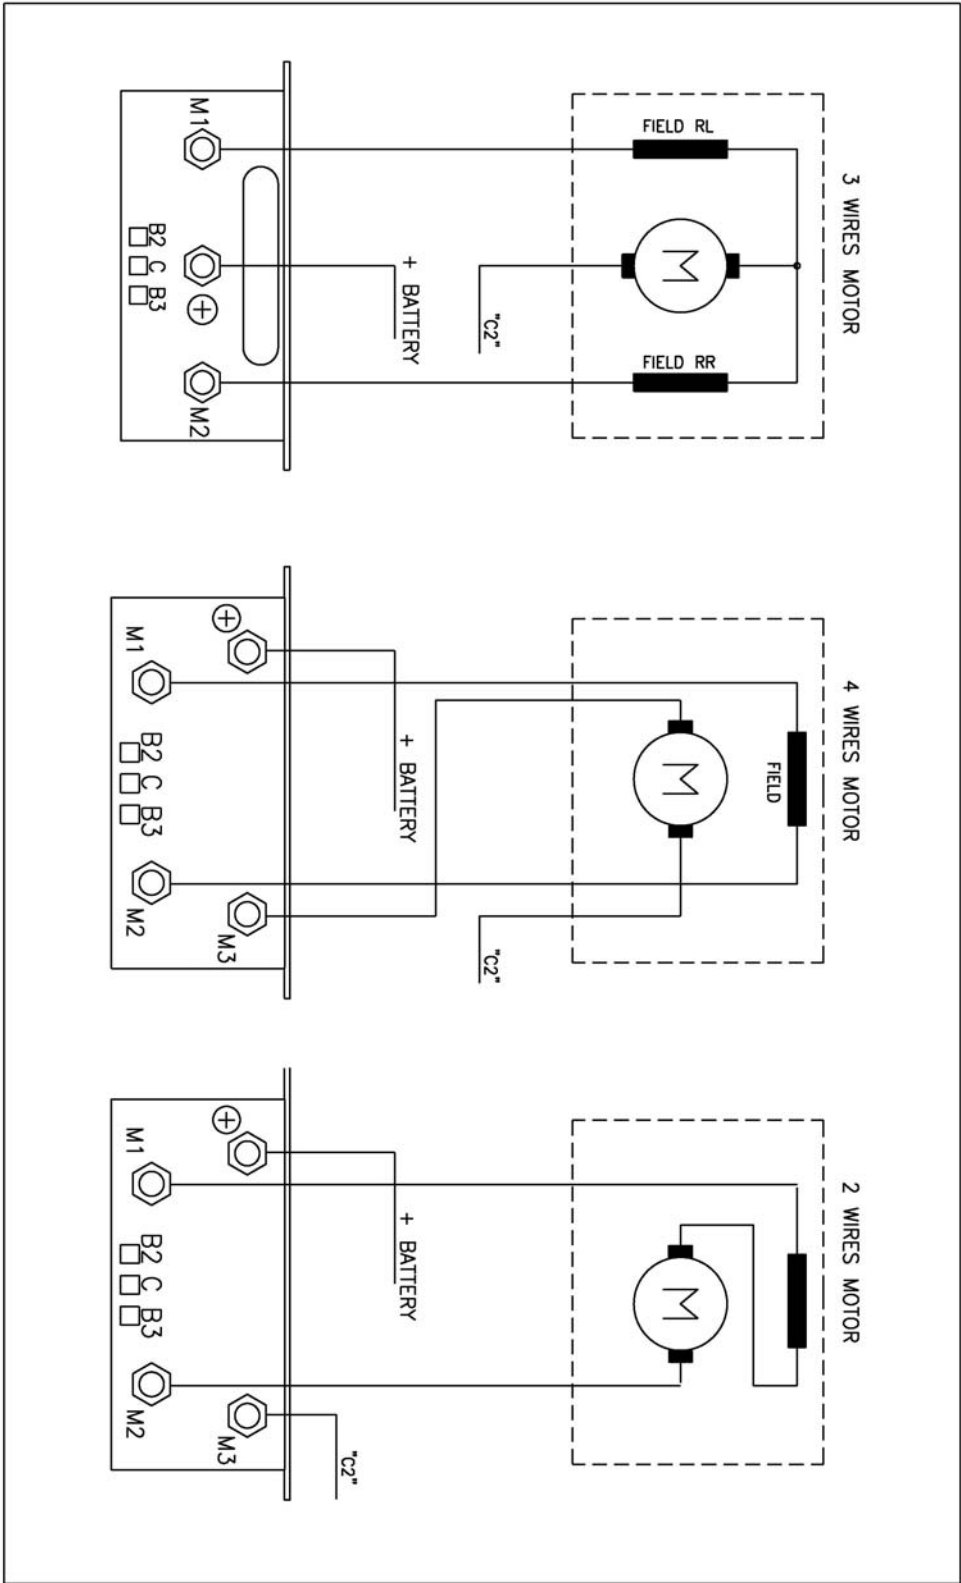 3 WIRES MOTOR
FIELD RL
M
FIELD RR
"C2"
+ BATTERY
M1
+
M2
B2 C B3
4 WIRES MOTOR
FIELD
M
"C2"
+ BATTERY
+
M3
M1
M2
B2 C B3
2 WIRES MOTOR
M
+ BATTERY
"C2"
+
M3
M1
M2
B2 C B3